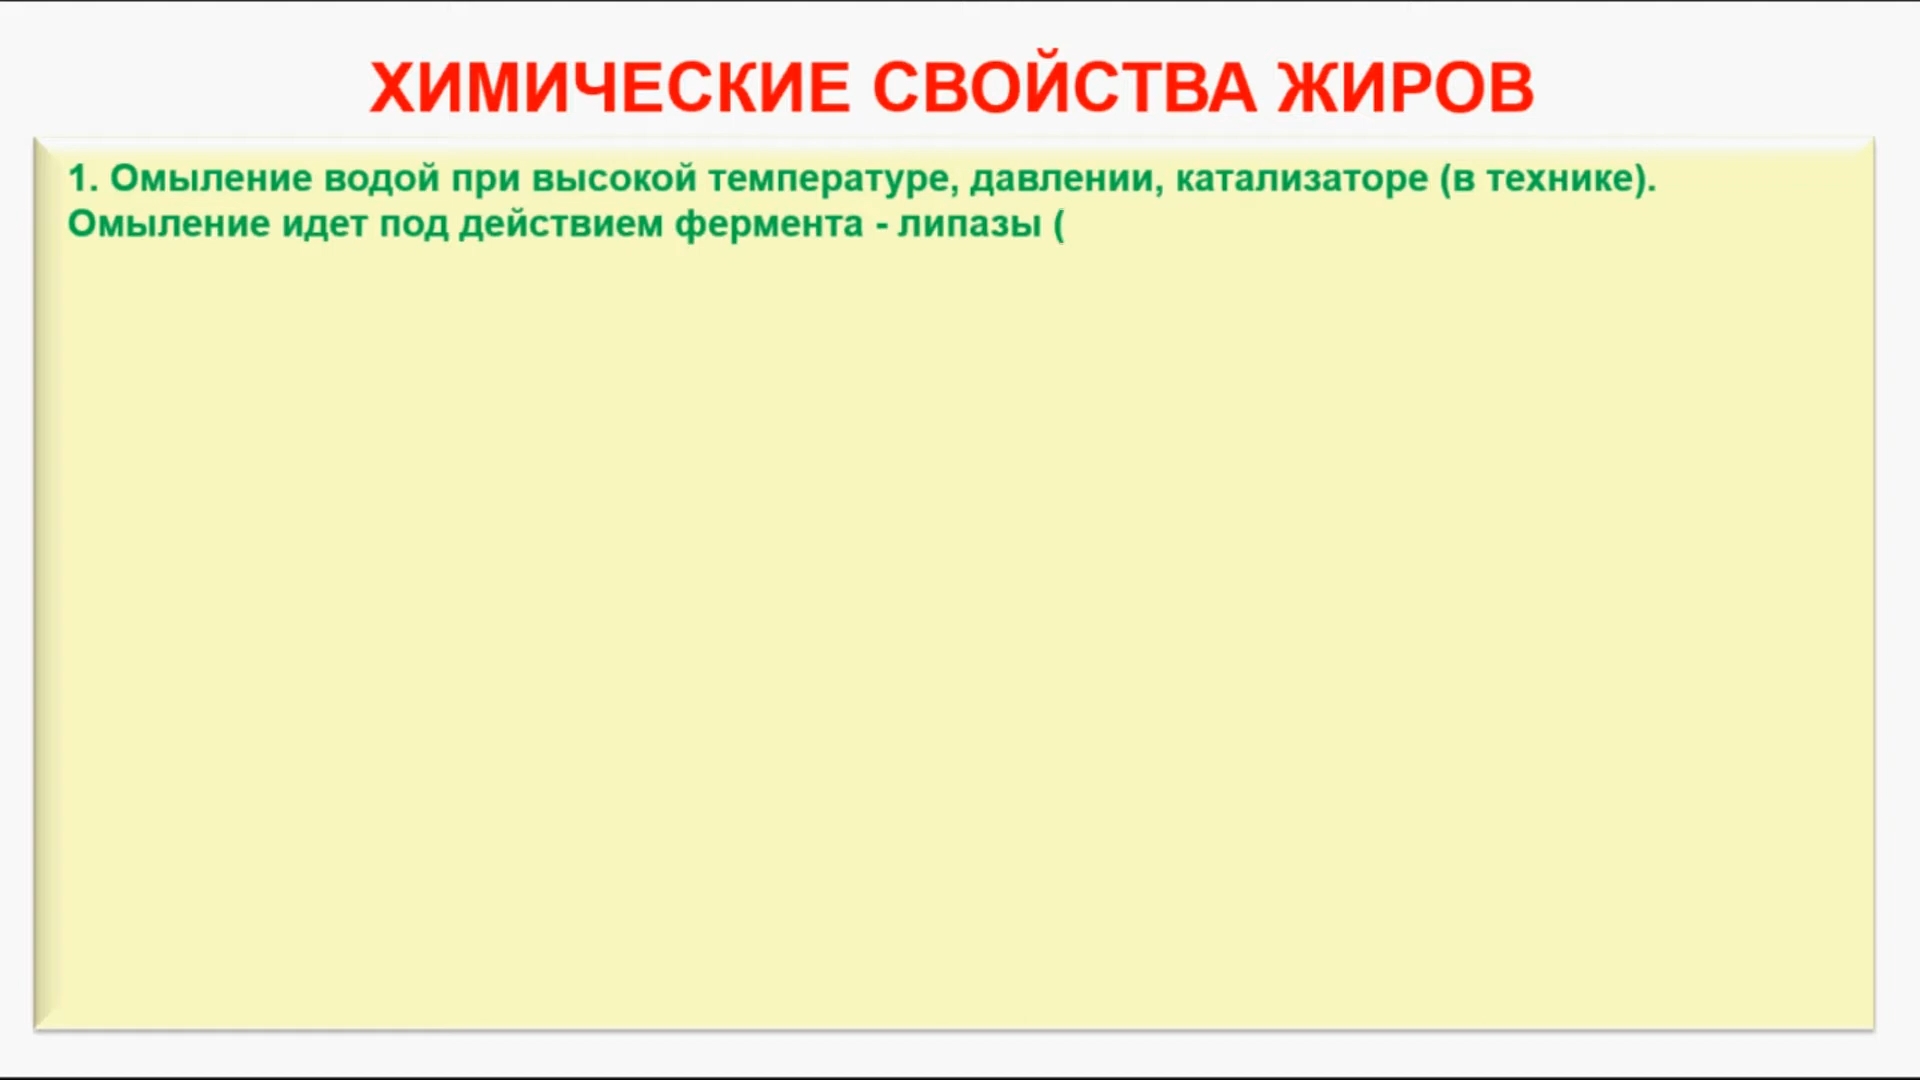 ХИМИЧЕСКИЕ СВОЙСТВА ЖИРОВ
1. Омыление водой при высокой температуре, давлении, катализаторе (в технике).
Омыление идет под действием фермента - липазы (